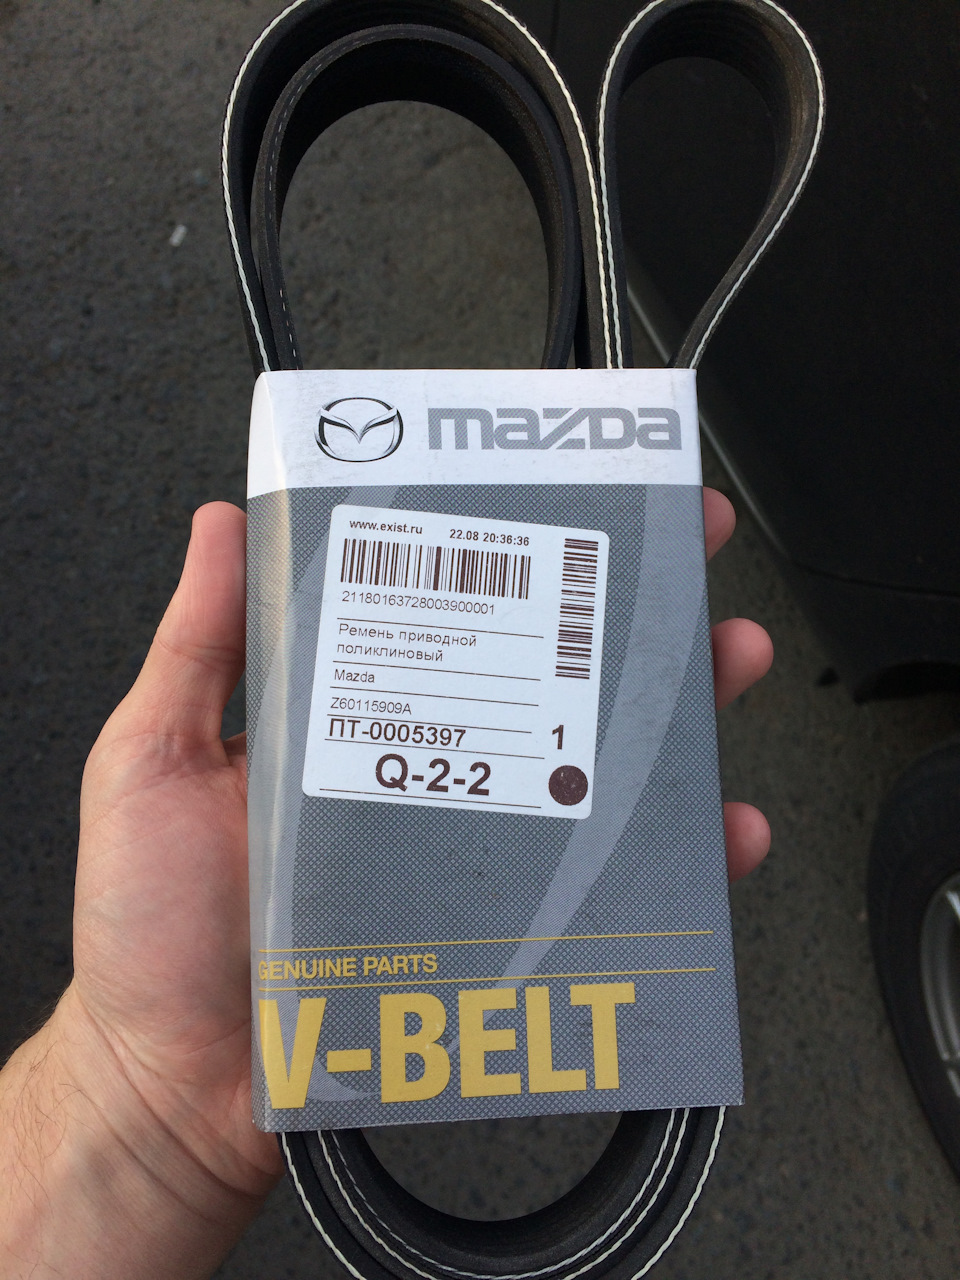 mazda
www.exist.ru 22.08 20:36:36
21180163728003900001
Ремень приводной
поликлиновый
Mazda
Z60115909A
ПТ-0005397 1
Q-2-2
GENUINE PARTS
V-BELT